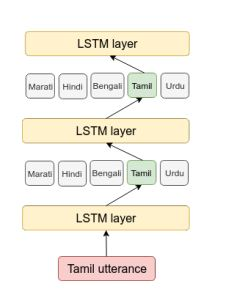 LSTM layer
Marati Hindi Bengali Tamil Urdu
LSTM layer
Marati Hindi Bengali Tamil Urdu
LSTM layer
Tamil utterance